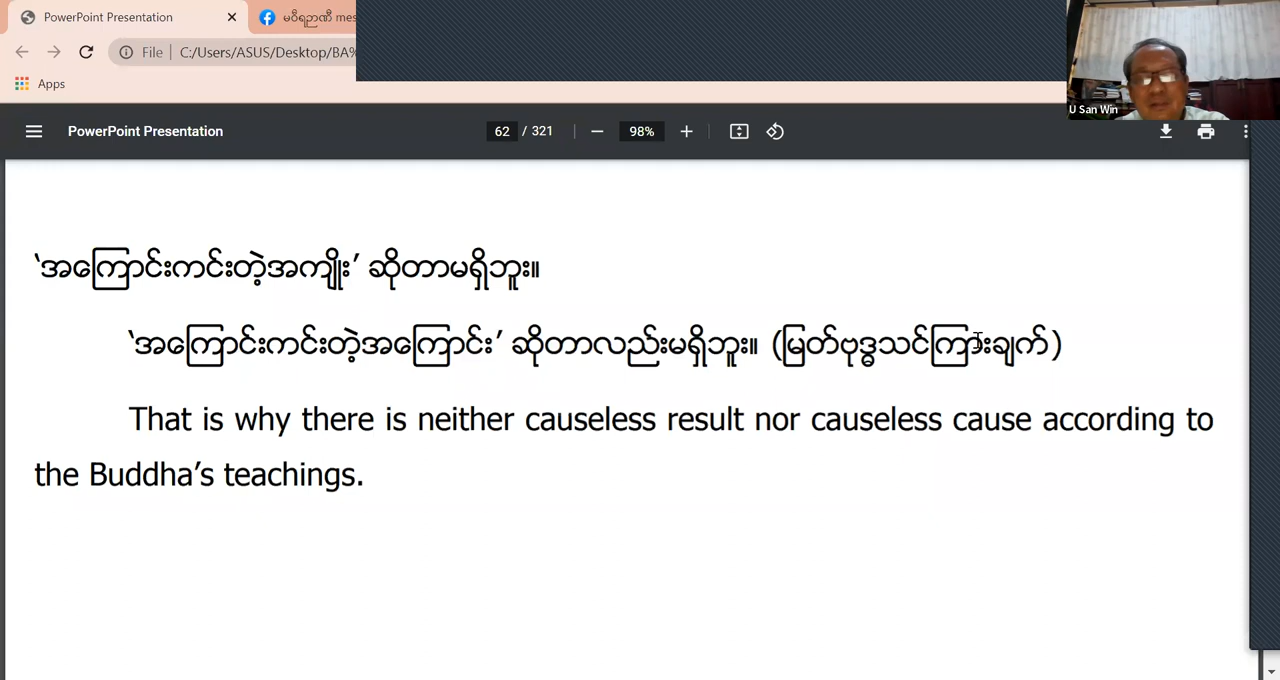 PowerPoint Presentation
File
C:/Users/ASUS/Desktop/BA%
Apps
U San Win
PowerPoint Presentation 62 / 321 98%
‘အကြောင်းကင်းတဲ့အကျိုး’ ဆိုတာမရှိဘူး။
‘အကြောင်းကင်းတဲ့အကြောင်း’ ဆိုတာလည်းမရှိဘူး။ (မြတ်ဗုဒ္ဓသင်ကြားချက်)
That is why there is neither causeless result nor causeless cause according to
the Buddha’s teachings.